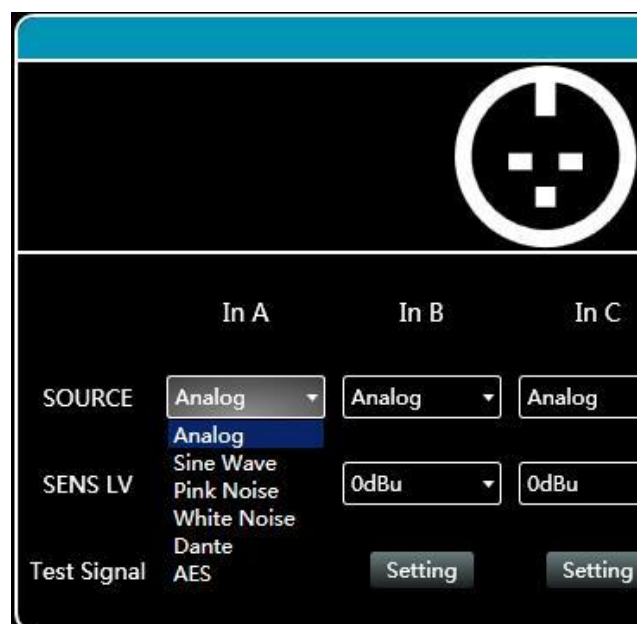 In A In B In C
SOURCE Analog Analog Analog
Analog
Sine Wave
SENS LV Pink Noise 0dBu 0dBu
White Noise
Dante
Test Signal AES Setting Setting